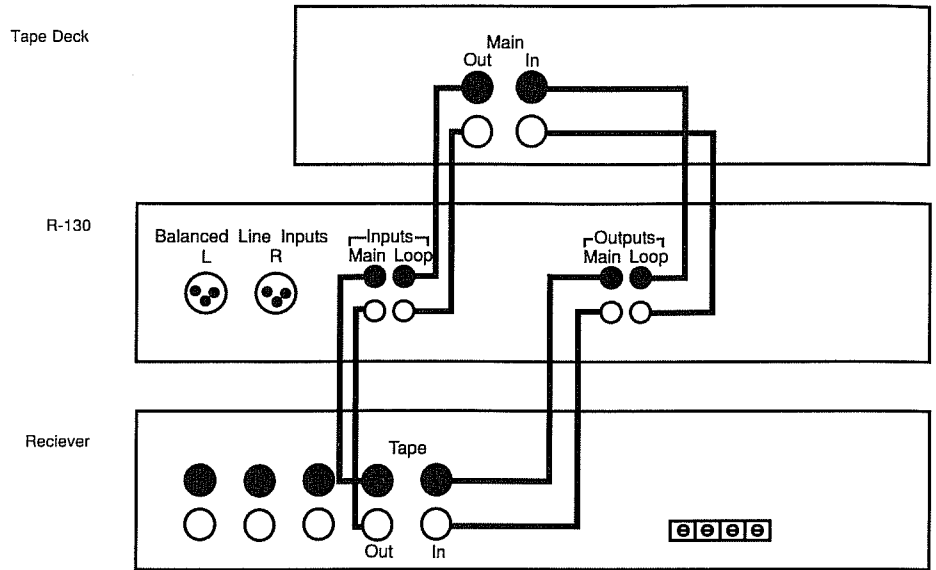 Tape Deck
Main
Out In
R-130
Balanced Line Inputs
L R
Inputs
Main Loop
Outputs
Main Loop
Reciever
Tape
Out In